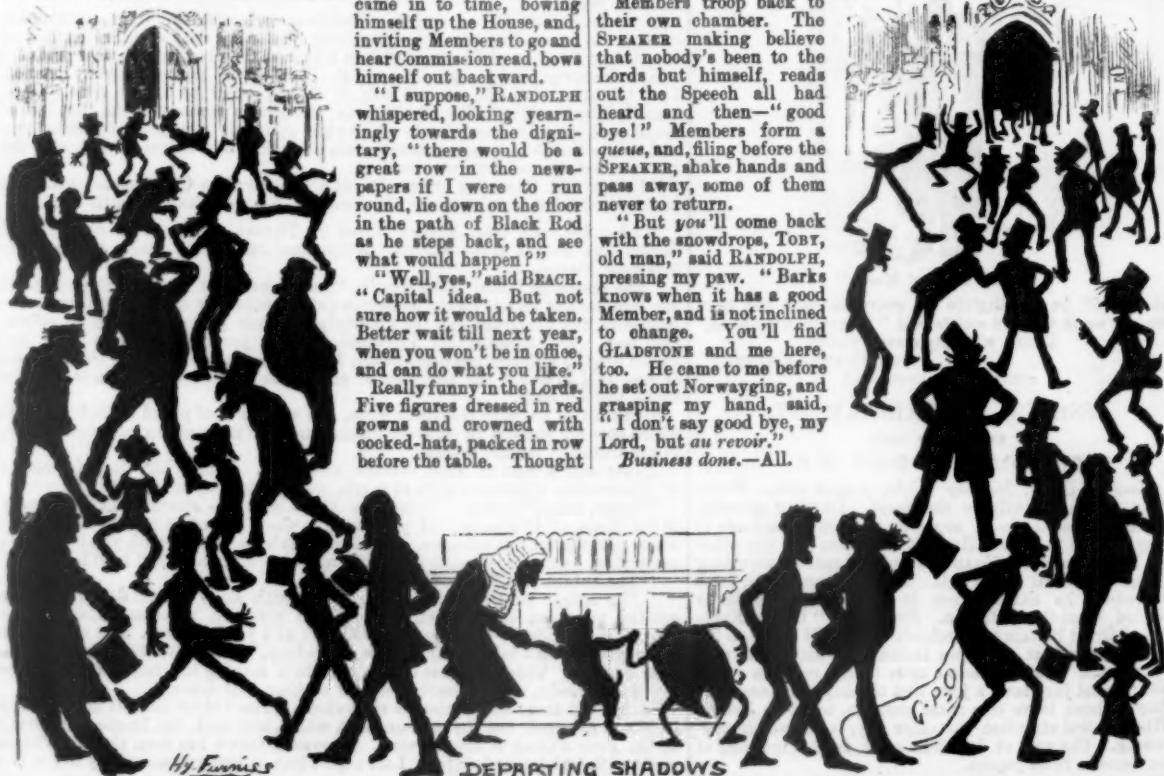 came in to time, bowing
himself up the House, and,
inviting Members to go and
hear Commission read, bows
himself out backward.
"I suppose," RANDOLPH
whispered, looking yearn-
ingly towards the digni-
tary, "there would be a
great row in the news-
papers if I were to run
round, lie down on the floor
in the path of Black Rod
as he steps back, and see
what would happen?"
"Well, yes," said BEACH.
"Capital idea. But not
sure how it would be taken.
Better wait till next year,
when you won't be in office,
and can do what you like."
Really funny in the Lords.
Five figures dressed in red
gowns and crowned with
cocked-hats, packed in row
before the table. Thought
Members troop back to
their own chamber. The
SPEAKER making believe
that nobody's been to the
Lords but himself, reads
out the Speech all had
heard and then—"good
bye!" Members form a
queue, and, filing before the
SPEAKER, shake hands and
pass away, some of them
never to return.
"But you'll come back
with the snowdrops, TOBY,
old man," said RANDOLPH,
pressing my paw. "Barks
knows when it has a good
Member, and is not inclined
to change. You'll find
GLADSTONE and me here,
too. He came to me before
he set out Norwayging, and
grasping my hand, said,
"I don't say good bye, my
Lord, but au revoir."
Business done.—All.
G.P.O
Hy Furniss
DEPARTING SHADOWS